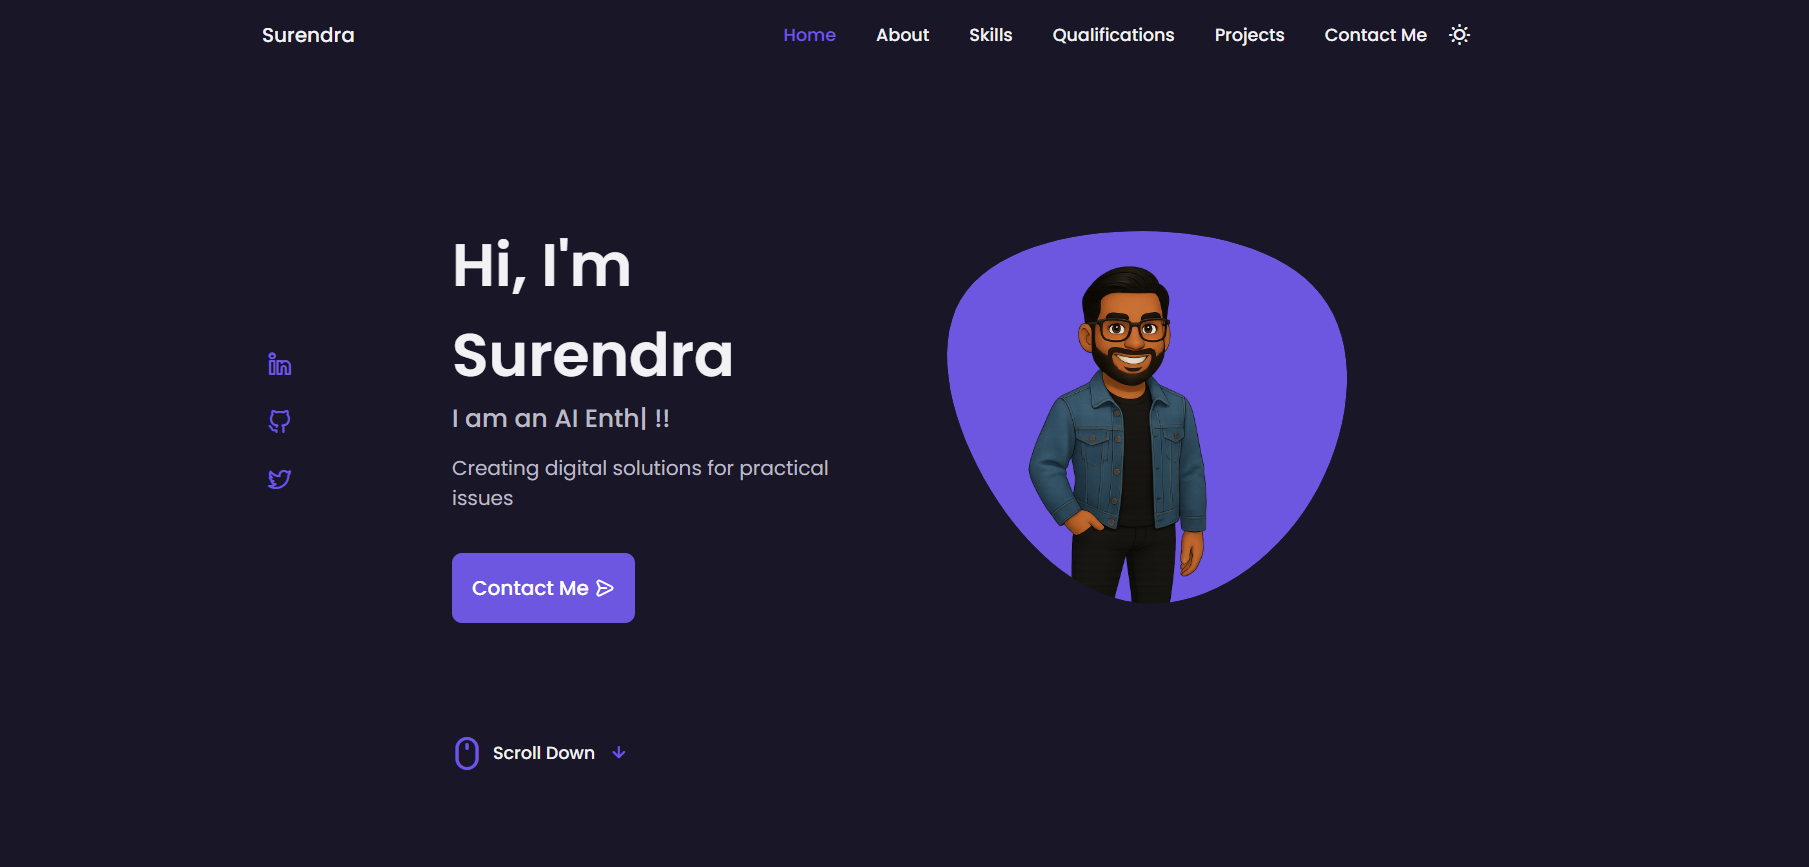 Surendra
Home About Skills Qualifications Projects Contact Me
Hi, I'm
Surendra
I am an AI Enth| !!
Creating digital solutions for practical
issues
Contact Me
Scroll Down